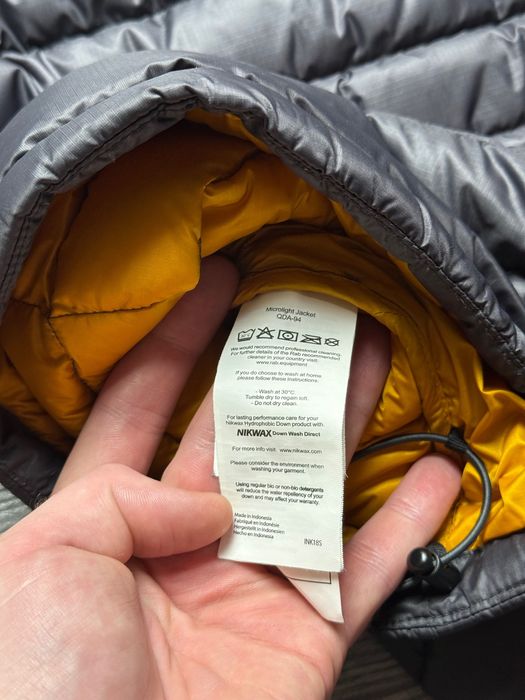 Microlight Jacket
QDA-94
We would recommend professional cleaning.
For further details of the Rab recommended
cleaner in your country visit:
www.rab.equipment
If you do choose to wash at home
please follow these Instructions.
- Wash at 30°C
Tumble dry to regain loft.
- Do not dry clean.
For lasting performance care for your
Nikwax Hydrophobic Down product with:
NIKWAX Down Wash Direct
For more info visit www.nikwax.com
Please consider the environment when
washing your garment.
Using regular bio or non-bio detergents
will reduce the water repellency of your
down and may affect its warmth.
Made in Indonesia
Fabriqué en Indonésie
Hergestellt in Indonesien
Hecho en Indonesia
INK18S